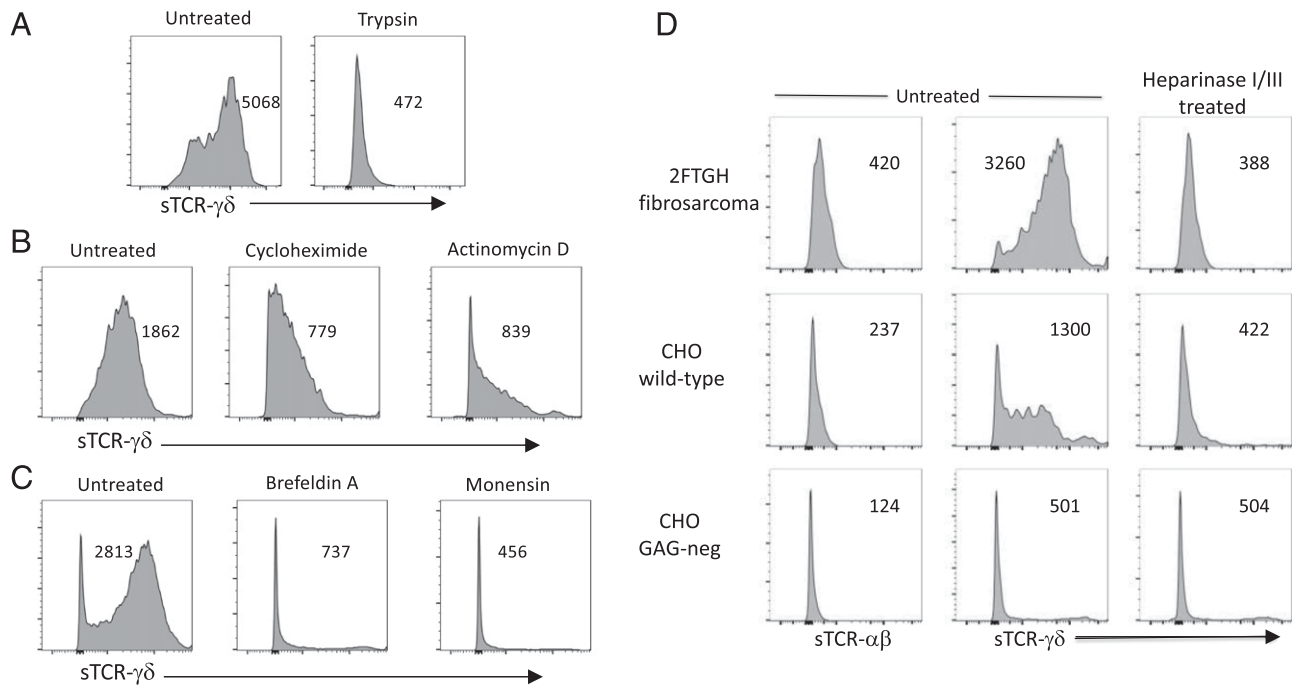 A
Untreated
Trypsin
5068
472
sTCR-γδ
B
Untreated
Cycloheximide
Actinomycin D
1862
779
839
sTCR-γδ
C
Untreated
Brefeldin A
Monensin
2813
737
456
sTCR-γδ
D
Untreated
Heparinase I/III
treated
2FTGH
fibrosarcoma
420
3260
388
CHO
wild-type
237
1300
422
CHO
GAG-neg
124
501
504
sTCR-αβ
sTCR-γδ